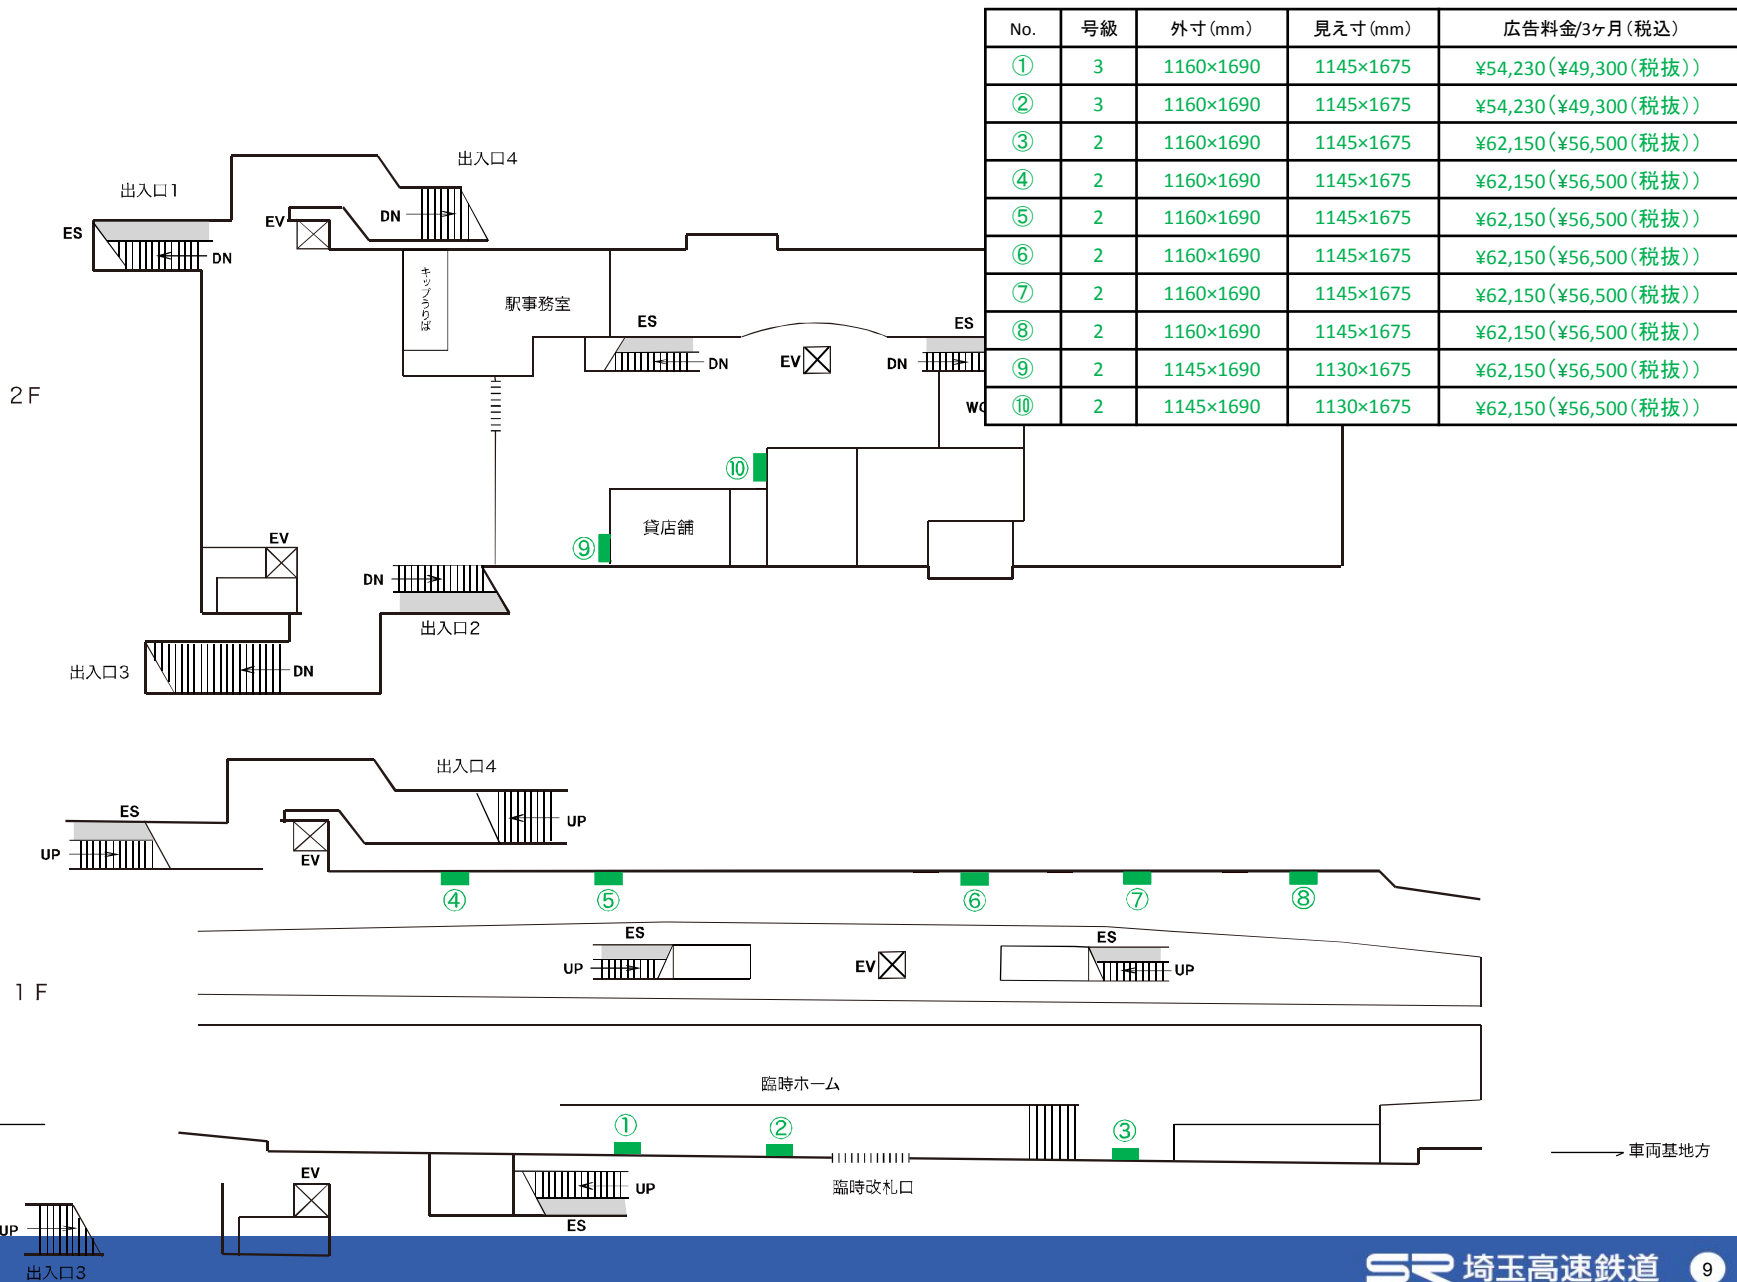 No. 号級 外寸(mm) 見え寸(mm) 広告料金/3ヶ月(税込)
① 3 1160×1690 1145×1675 ¥54,230(¥49,300(税抜))
② 3 1160×1690 1145×1675 ¥54,230(¥49,300(税抜))
③ 2 1160×1690 1145×1675 ¥62,150(¥56,500(税抜))
④ 2 1160×1690 1145×1675 ¥62,150(¥56,500(税抜))
⑤ 2 1160×1690 1145×1675 ¥62,150(¥56,500(税抜))
⑥ 2 1160×1690 1145×1675 ¥62,150(¥56,500(税抜))
⑦ 2 1160×1690 1145×1675 ¥62,150(¥56,500(税抜))
⑧ 2 1160×1690 1145×1675 ¥62,150(¥56,500(税抜))
⑨ 2 1145×1690 1130×1675 ¥62,150(¥56,500(税抜))
⑩ 2 1145×1690 1130×1675 ¥62,150(¥56,500(税抜))
出入口4
出入口1
EV
DN
ES
DN
キップうりば
駅事務室
ES
ES
DN
EV
DN
2F
⑩
貸店舗
⑨
EV
DN
出入口2
出入口3
DN
出入口4
ES
UP
UP
EV
④
⑤
⑥
⑦
⑧
ES
ES
UP
EV
UP
1F
臨時ホーム
①
②
③
車両基地方
EV
UP
臨時改札口
ES
UP
出入口3
SR 埼玉高速鉄道
9